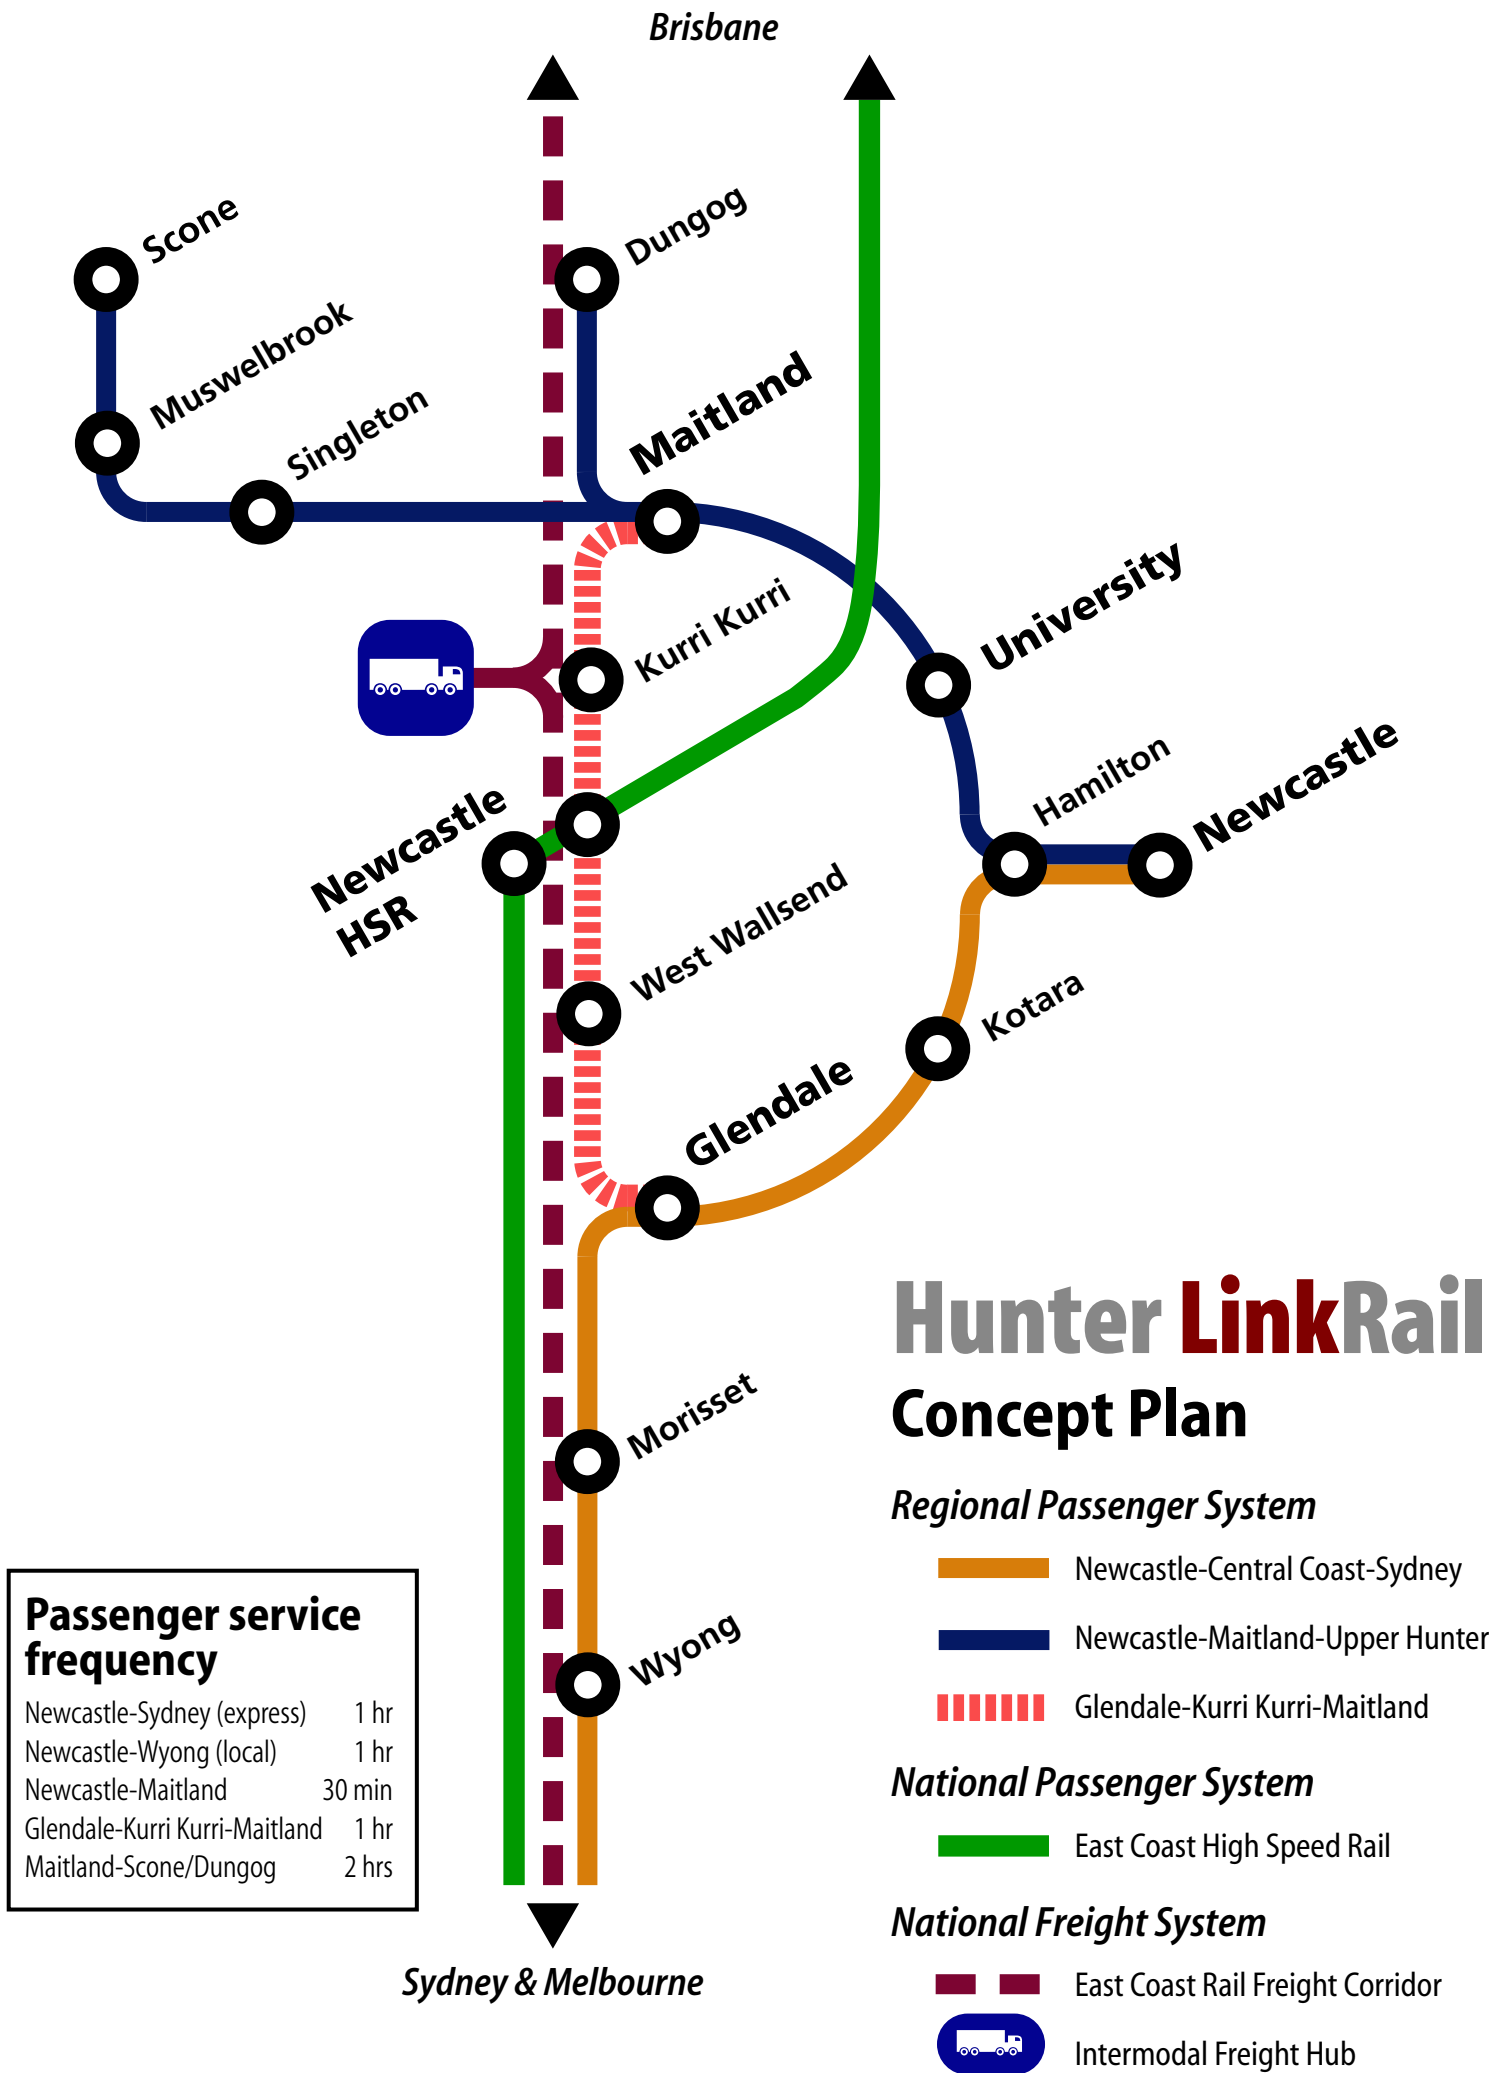 Brisbane
Scone
Dungog
Muswelbrook
Singleton
Maitland
University
Kurri Kurri
Hamilton
Newcastle
Newcastle
HSR
West Wallsend
Kotara
Glendale
Morisset
Wyong
Sydney & Melbourne
Hunter LinkRail
Concept Plan
Regional Passenger System
Newcastle-Central Coast-Sydney
Newcastle-Maitland-Upper Hunter
Glendale-Kurri Kurri-Maitland
National Passenger System
East Coast High Speed Rail
National Freight System
East Coast Rail Freight Corridor
Intermodal Freight Hub
Passenger service
frequency
Newcastle-Sydney (express) 1 hr
Newcastle-Wyong (local) 1 hr
Newcastle-Maitland 30 min
Glendale-Kurri Kurri-Maitland 1 hr
Maitland-Scone/Dungog 2 hrs